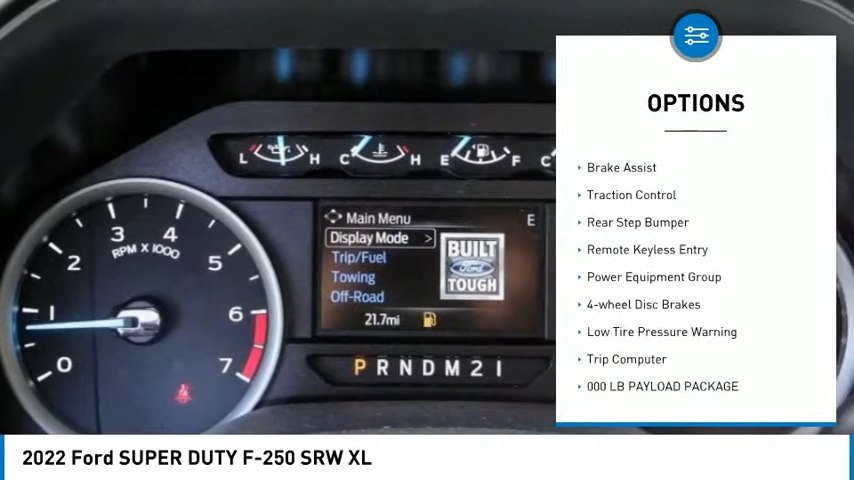 L H C H E F C
Main Menu E
Display Mode >
Trip/Fuel
Towing
Off-Road
21.7mi
BUILT
Ford
TOUGH
0 1 2 3 4 5 6 7
RPM X 1000
P R N D M 2 1
OPTIONS
Brake Assist
Traction Control
Rear Step Bumper
Remote Keyless Entry
Power Equipment Group
4-wheel Disc Brakes
Low Tire Pressure Warning
Trip Computer
000 LB PAYLOAD PACKAGE
2022 Ford SUPER DUTY F-250 SRW XL